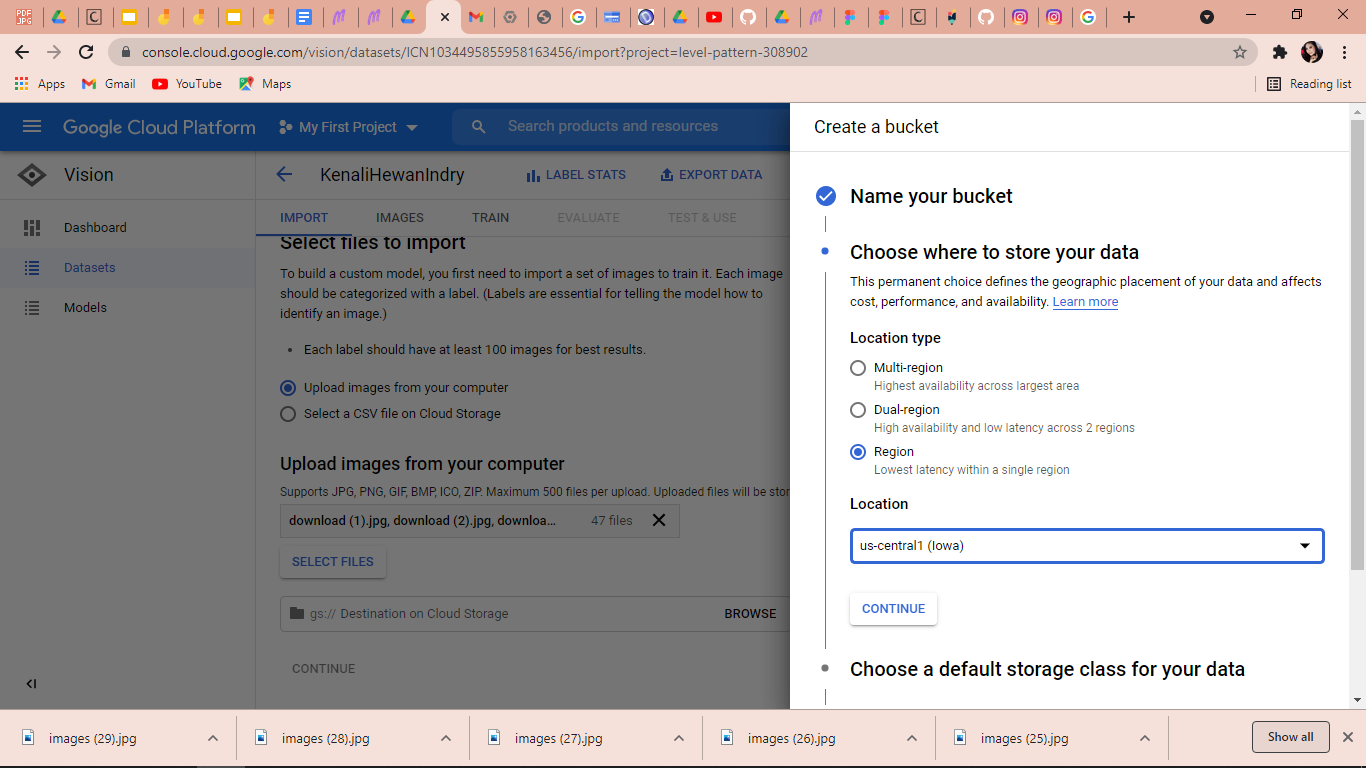 console.cloud.google.com/vision/datasets/ICN1034495855958163456/import?project=level-pattern-308902
Apps
Gmail
YouTube
Maps
Reading list
Google Cloud Platform
My First Project
Search products and resources
Vision
Dashboard
Datasets
Models
KenaliHewanIndry
LABEL STATS
EXPORT DATA
IMPORT
IMAGES
TRAIN
EVALUATE
TEST & USE
Select files to import
To build a custom model, you first need to import a set of images to train it. Each image
should be categorized with a label. (Labels are essential for telling the model how to
identify an image.)
• Each label should have at least 100 images for best results.
Upload images from your computer
Select a CSV file on Cloud Storage
Upload images from your computer
Supports JPG, PNG, GIF, BMP, ICO, ZIP. Maximum 500 files per upload. Uploaded files will be stor
download (1).jpg, download (2).jpg, downloa... 47 files
SELECT FILES
gs:// Destination on Cloud Storage
BROWSE
CONTINUE
Create a bucket
Name your bucket
Choose where to store your data
This permanent choice defines the geographic placement of your data and affects
cost, performance, and availability. Learn more
Location type
Multi-region
Highest availability across largest area
Dual-region
High availability and low latency across 2 regions
Region
Lowest latency within a single region
Location
us-central1 (Iowa)
CONTINUE
Choose a default storage class for your data
images (29).jpg
images (28).jpg
images (27).jpg
images (26).jpg
images (25).jpg
Show all